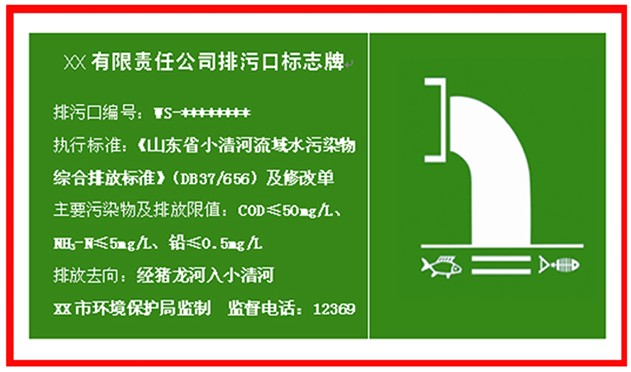 XX有限责任公司排污口标志牌
排污口编号：WS-********
执行标准：《山东省小清河流域水污染物
综合排放标准》（DB37/656）及修改单
主要污染物及排放限值：COD≤50mg/L、
NH₃-N≤5mg/L、铅≤0.5mg/L
排放去向：经猪龙河入小清河
XX市环境保护局监制 监督电话：12369